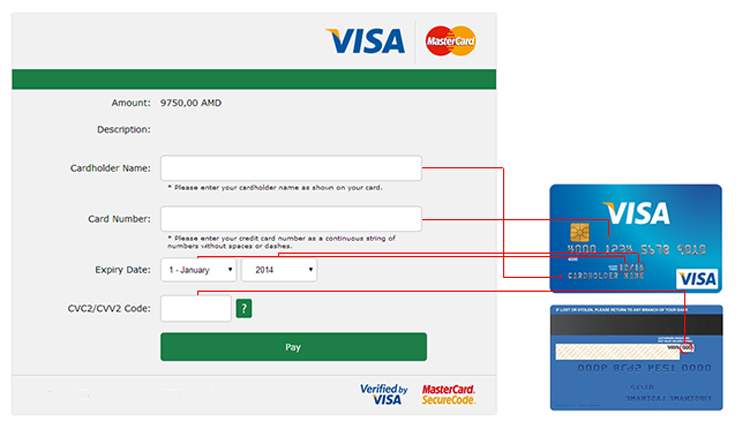 VISA
MasterCard
Amount: 9750,00 AMD
Description:
Cardholder Name:
* Please enter your cardholder name as shown on your card.
Card Number:
* Please enter your credit card number as a continuous string of
numbers without spaces or dashes.
Expiry Date: 1 - January 2014
CVC2/CVV2 Code: ?
Pay
Verified by
VISA
MasterCard.
SecureCode.
VISA
4000 1234 5678 9010
4000
12/15
CARDHOLDER NAME
VISA
IF LOST OR STOLEN, PLEASE RETURN TO ANY BRANCH OF YOUR BANK